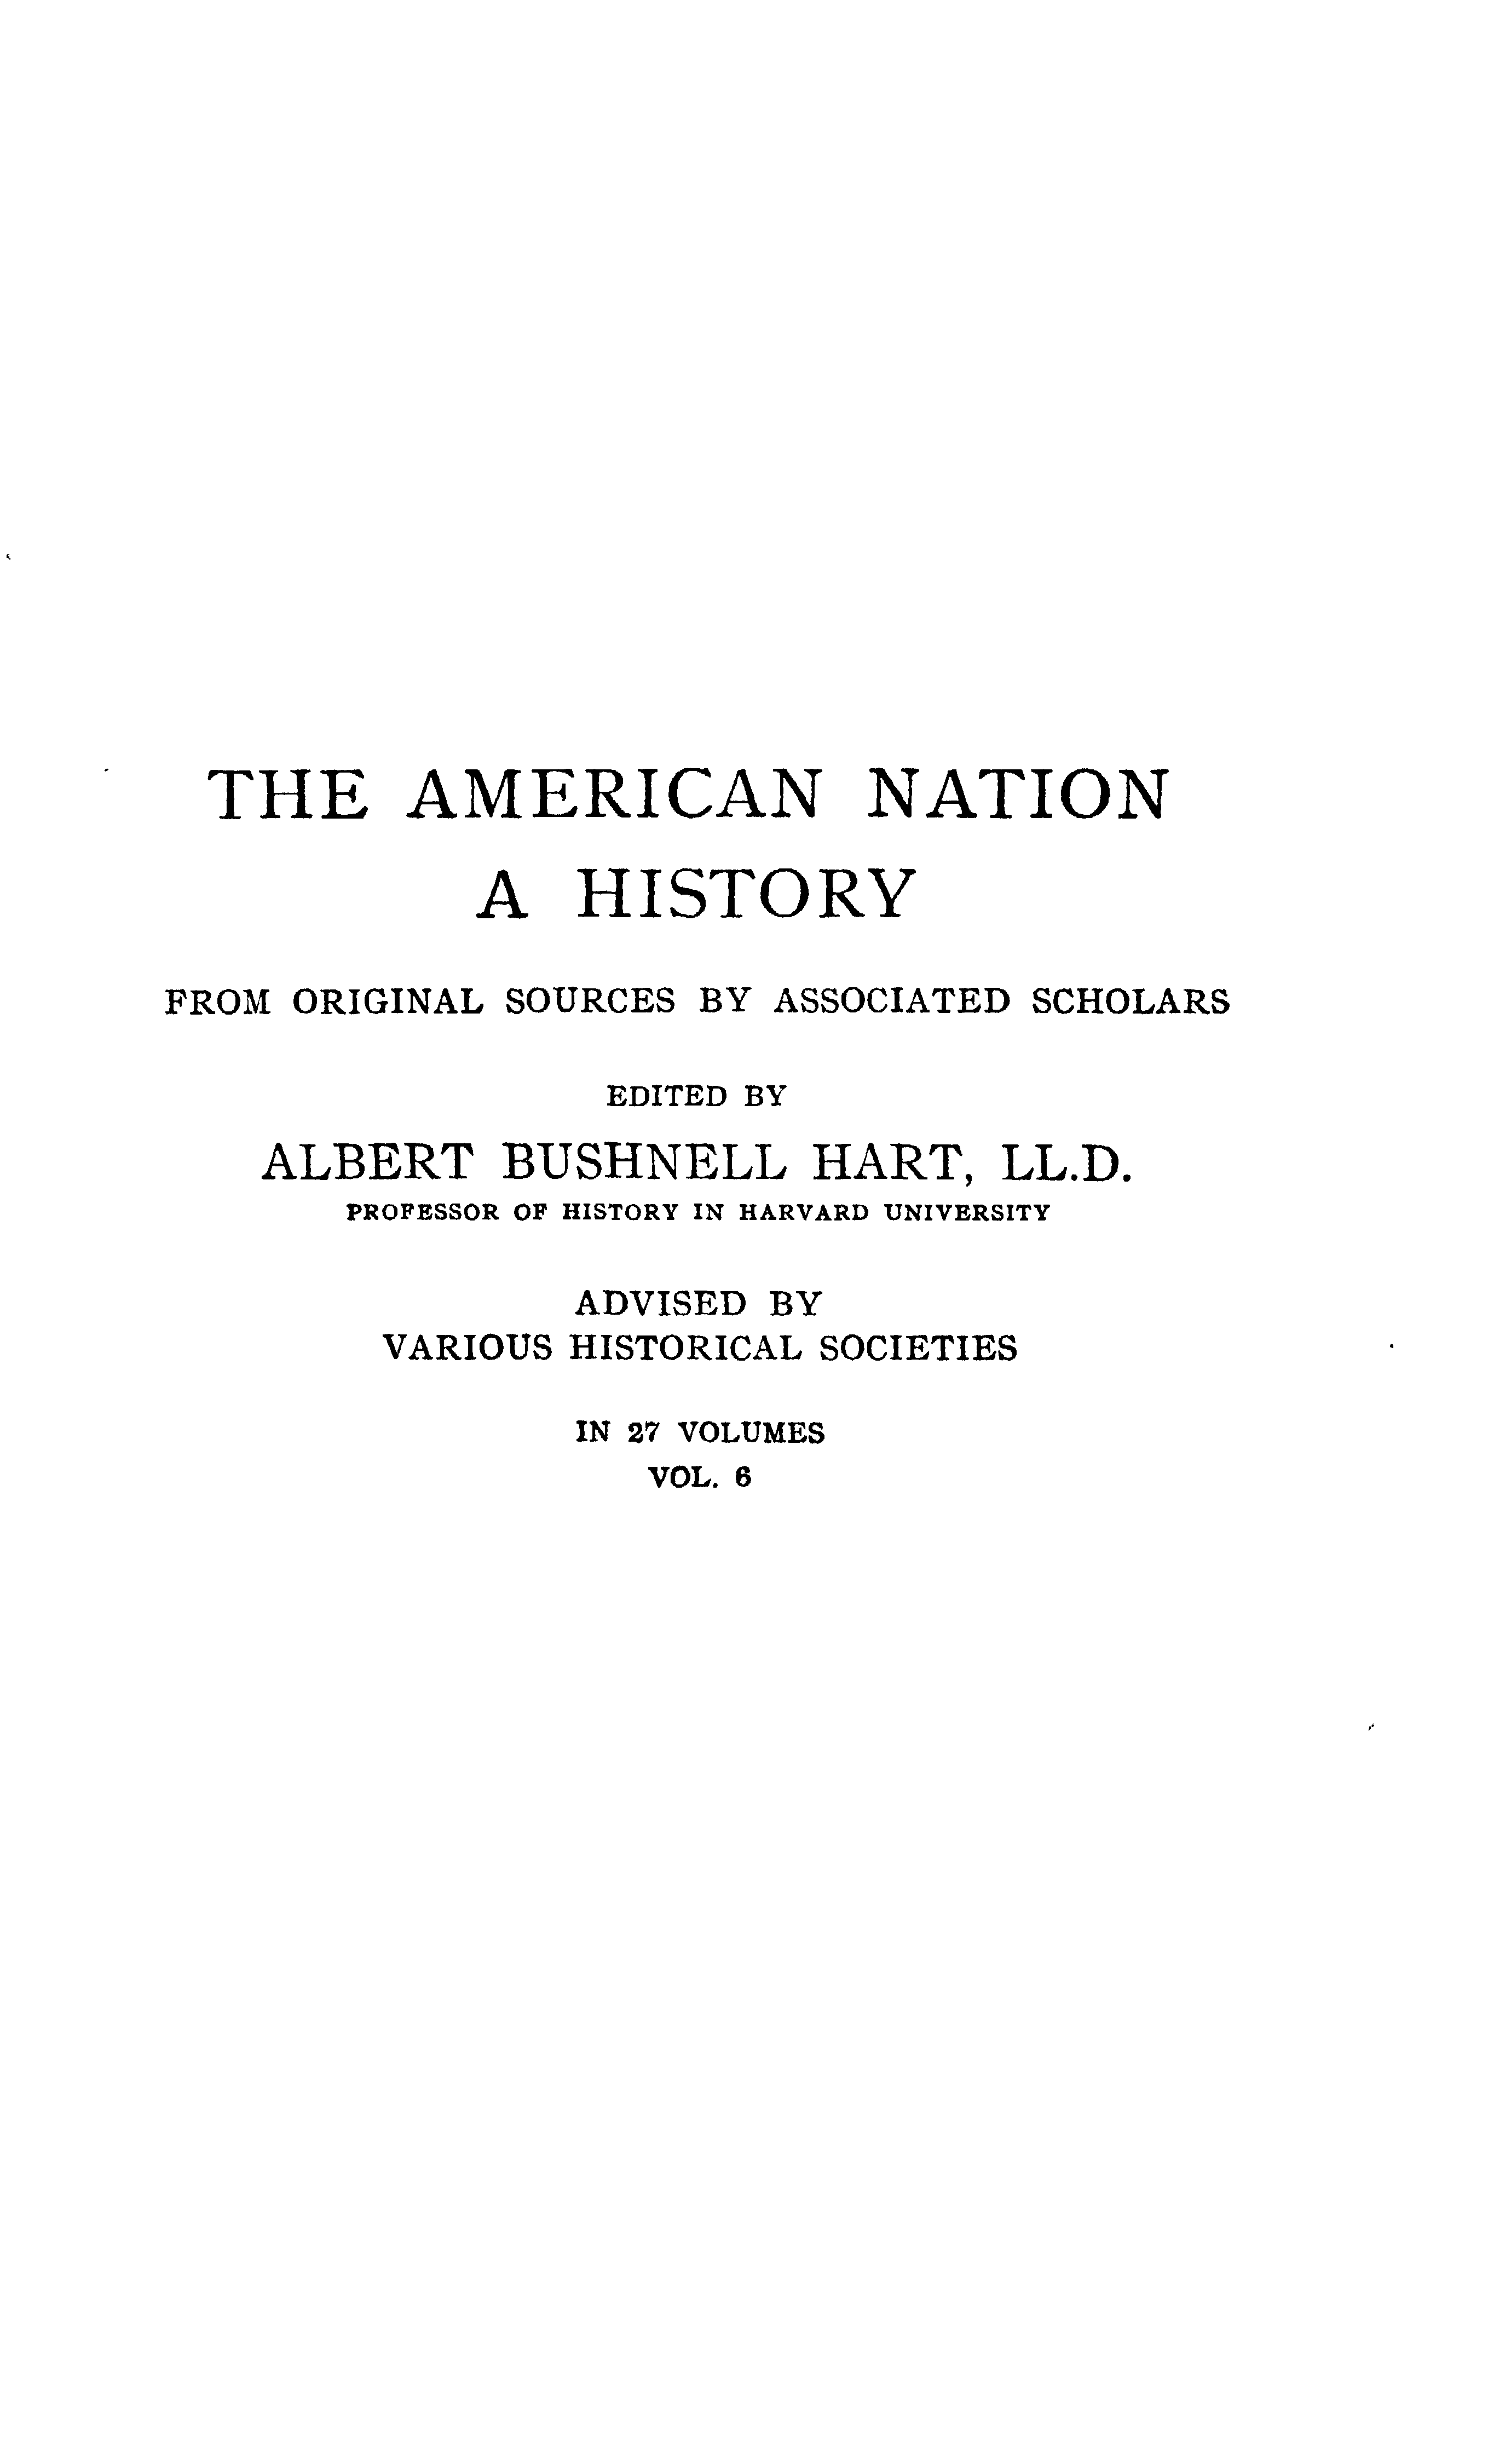 THE AMERICAN NATION
A HISTORY
FROM ORIGINAL SOURCES BY ASSOCIATED SCHOLARS
EDITED BY
ALBERT BUSHNELL HART, LL.D.
PROFESSOR OF HISTORY IN HARVARD UNIVERSITY
ADVISED BY
VARIOUS HISTORICAL SOCIETIES
IN 27 VOLUMES
VOL. 6